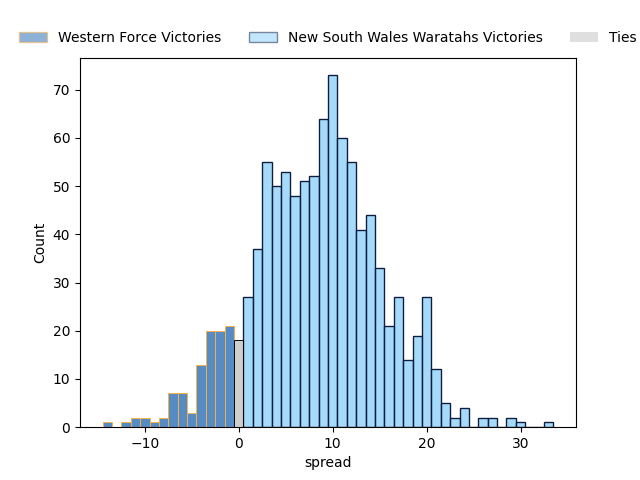 Western Force Victories New South Wales Waratahs Victories Ties
70
60
50
40
30
20
10
0
Count
−10 0 10 20 30
spread